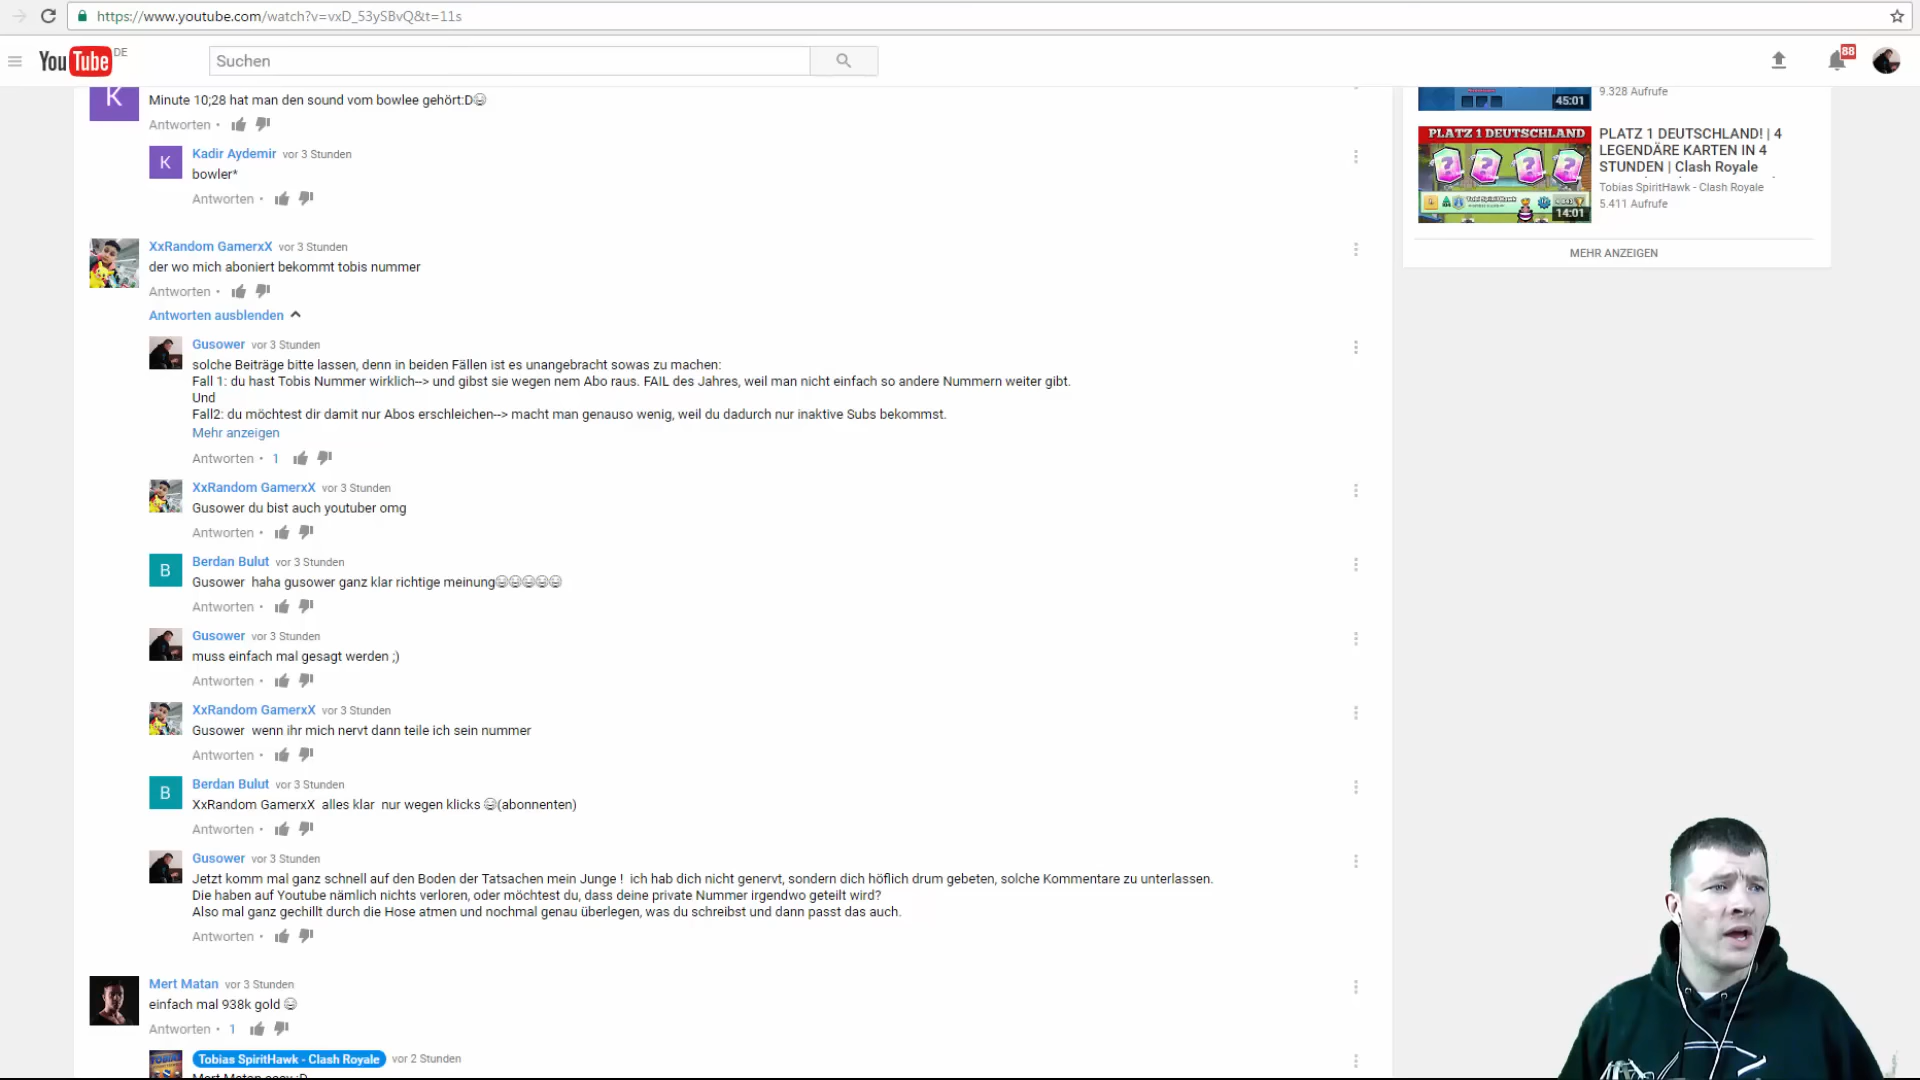 https://www.youtube.com/watch?v=vxD_53ySBvQ&t=11s
YouTube DE
Suchen
88
K
Minute 10;28 hat man den sound vom bowlee gehört:D😂
Antworten •
K
Kadir Aydemir vor 3 Stunden
bowler*
Antworten •
XxRandom GamerxX vor 3 Stunden
der wo mich aboniert bekommt tobis nummer
Antworten •
Antworten ausblenden
Gusower vor 3 Stunden
solche Beiträge bitte lassen, denn in beiden Fällen ist es unangebracht sowas zu machen:
Fall 1: du hast Tobis Nummer wirklich--> und gibst sie wegen nem Abo raus. FAIL des Jahres, weil man nicht einfach so andere Nummern weiter gibt.
Und
Fall2: du möchtest dir damit nur Abos erschleichen--> macht man genauso wenig, weil du dadurch nur inaktive Subs bekommst.
Mehr anzeigen
Antworten • 1
XxRandom GamerxX vor 3 Stunden
Gusower du bist auch youtuber omg
Antworten •
B
Berdan Bulut vor 3 Stunden
Gusower haha gusower ganz klar richtige meinung😂😂😂😂😂
Antworten •
Gusower vor 3 Stunden
muss einfach mal gesagt werden ;)
Antworten •
XxRandom GamerxX vor 3 Stunden
Gusower wenn ihr mich nervt dann teile ich sein nummer
Antworten •
B
Berdan Bulut vor 3 Stunden
XxRandom GamerxX alles klar nur wegen klicks 😂(abonnenten)
Antworten •
Gusower vor 3 Stunden
Jetzt komm mal ganz schnell auf den Boden der Tatsachen mein Junge ! ich hab dich nicht genervt, sondern dich höflich drum gebeten, solche Kommentare zu unterlassen.
Die haben auf Youtube nämlich nichts verloren, oder möchtest du, dass deine private Nummer irgendwo geteilt wird?
Also mal ganz gechillt durch die Hose atmen und nochmal genau überlegen, was du schreibst und dann passt das auch.
Antworten •
Mert Matan vor 3 Stunden
einfach mal 938k gold 😂
Antworten • 1
Tobias SpiritHawk - Clash Royale vor 2 Stunden
45:01
9.328 Aufrufe
PLATZ 1 DEUTSCHLAND
14:01
PLATZ 1 DEUTSCHLAND! | 4
LEGENDÄRE KARTEN IN 4
STUNDEN | Clash Royale
Tobias SpiritHawk - Clash Royale
5.411 Aufrufe
MEHR ANZEIGEN